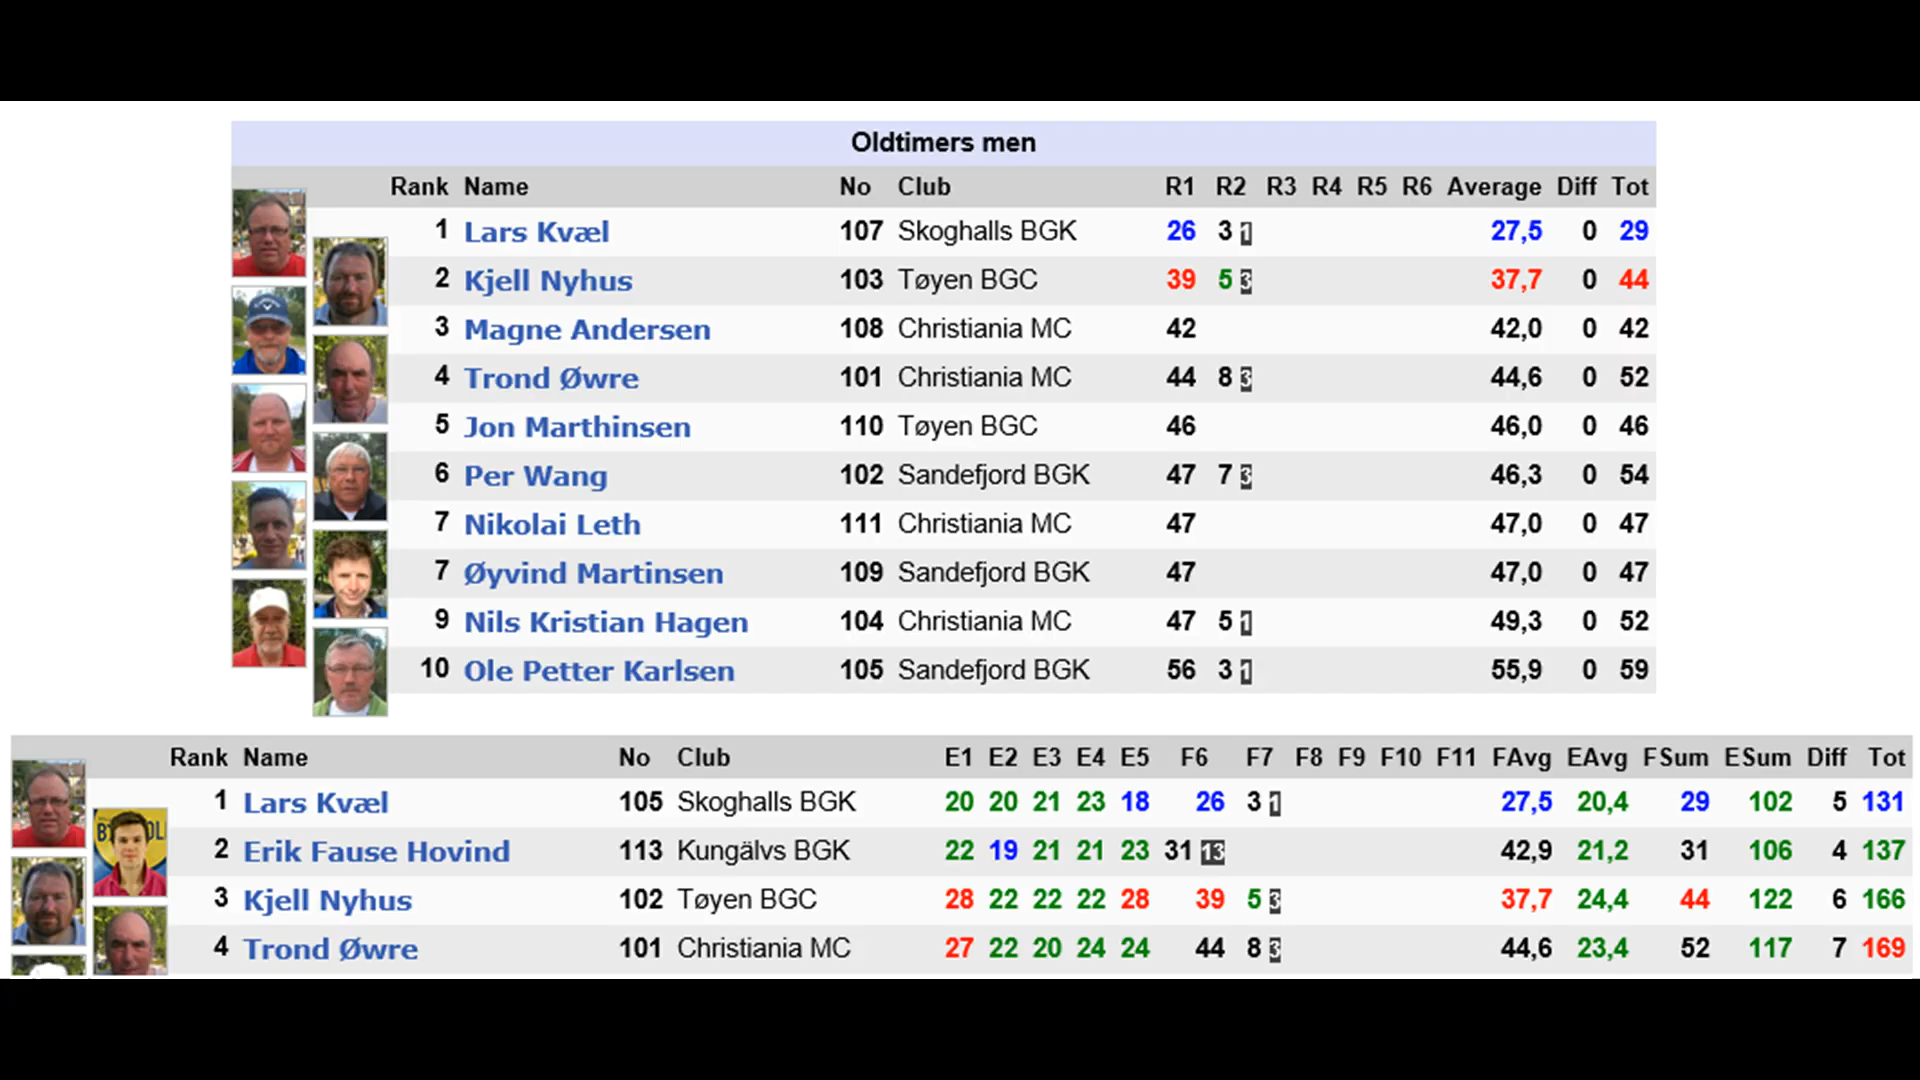 Oldtimers men
Rank Name No Club R1 R2 R3 R4 R5 R6 Average Diff Tot
1 Lars Kvæl 107 Skoghalls BGK 26 3 1 27,5 0 29
2 Kjell Nyhus 103 Tøyen BGC 39 5 3 37,7 0 44
3 Magne Andersen 108 Christiania MC 42 42,0 0 42
4 Trond Øwre 101 Christiania MC 44 8 3 44,6 0 52
5 Jon Marthinsen 110 Tøyen BGC 46 46,0 0 46
6 Per Wang 102 Sandefjord BGK 47 7 3 46,3 0 54
7 Nikolai Leth 111 Christiania MC 47 47,0 0 47
7 Øyvind Martinsen 109 Sandefjord BGK 47 47,0 0 47
9 Nils Kristian Hagen 104 Christiania MC 47 5 1 49,3 0 52
10 Ole Petter Karlsen 105 Sandefjord BGK 56 3 1 55,9 0 59
Rank Name No Club E1 E2 E3 E4 E5 F6 F7 F8 F9 F10 F11 FAvg EAvg FSum ESum Diff Tot
1 Lars Kvæl 105 Skoghalls BGK 20 20 21 23 18 26 3 1 27,5 20,4 29 102 5 131
2 Erik Fause Hovind 113 Kungälvs BGK 22 19 21 21 23 31 13 42,9 21,2 31 106 4 137
3 Kjell Nyhus 102 Tøyen BGC 28 22 22 22 28 39 5 3 37,7 24,4 44 122 6 166
4 Trond Øwre 101 Christiania MC 27 22 20 24 24 44 8 3 44,6 23,4 52 117 7 169